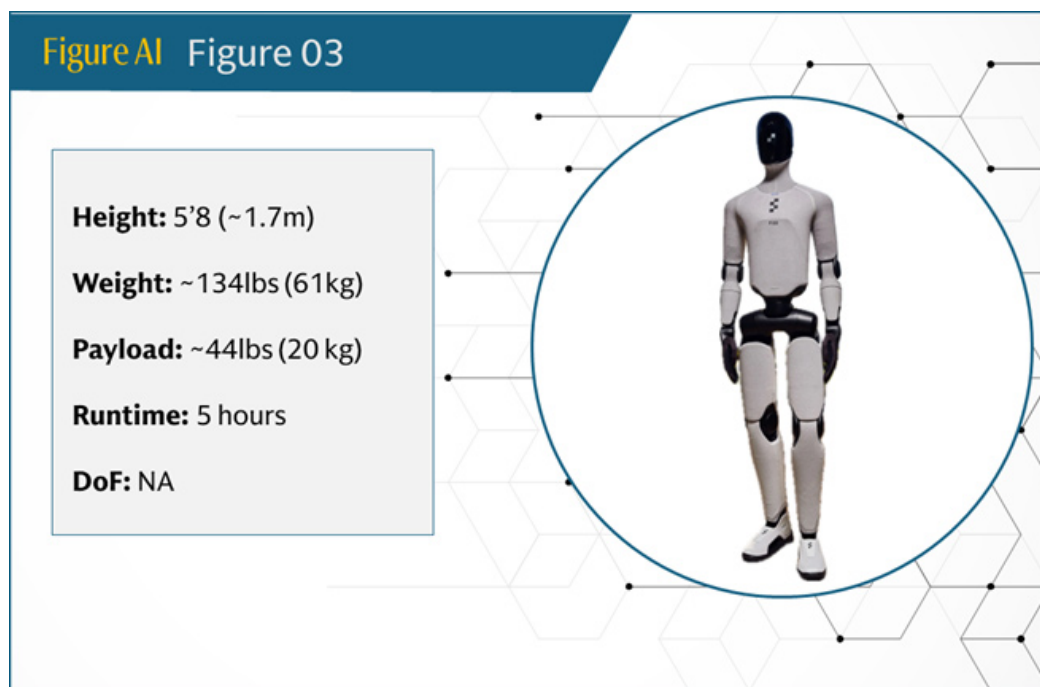 Figure AI Figure 03
Height: 5’8 (~1.7m)
Weight: ~134lbs (61kg)
Payload: ~44lbs (20 kg)
Runtime: 5 hours
DoF: NA